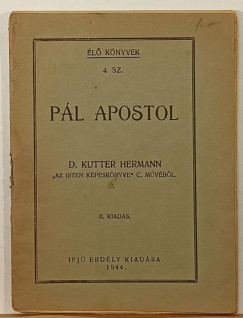 ÉLŐ KÖNYVEK
4. SZ.
PÁL APOSTOL
D. KUTTER HERMANN
„AZ ISTEN KÉPESKÖNYVE" C. MŰVÉBŐL.
II. KIADÁS.
IFJÚ ERDÉLY KIADÁSA
1944.